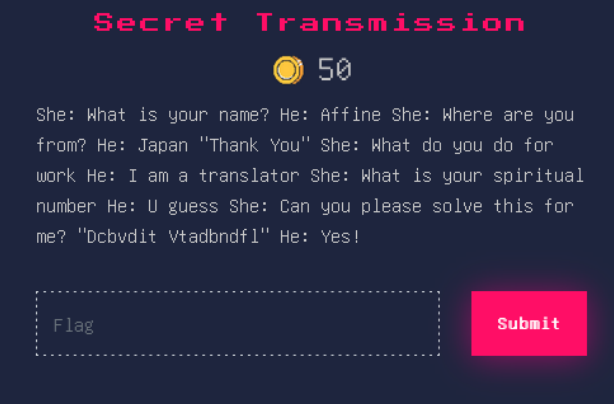 Secret Transmission
50
She: What is your name? He: Affine She: Where are you
from? He: Japan "Thank You" She: What do you do for
work He: I am a translator She: What is your spiritual
number He: U guess She: Can you please solve this for
me? "Dcbvdit Vtadbndfl" He: Yes!
Flag
Submit